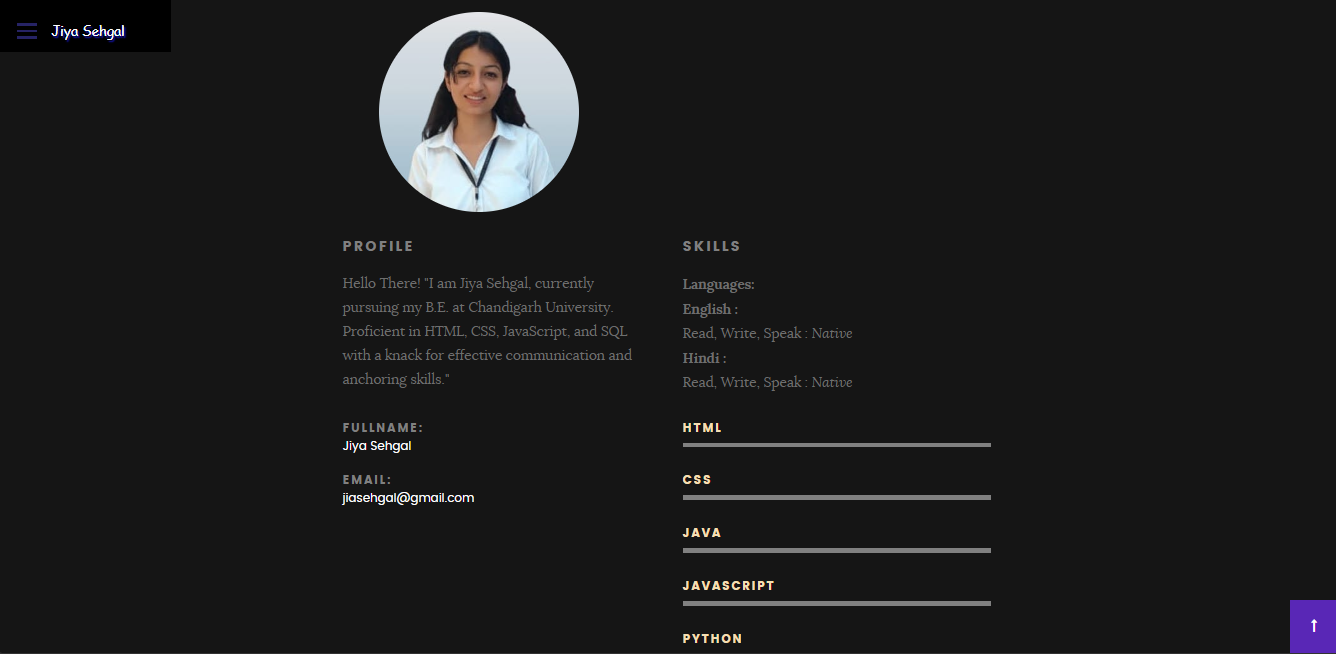 Jiya Sehgal
PROFILE
Hello There! "I am Jiya Sehgal, currently
pursuing my B.E. at Chandigarh University.
Proficient in HTML, CSS, JavaScript, and SQL
with a knack for effective communication and
anchoring skills."
FULLNAME:
Jiya Sehgal
EMAIL:
jiasehgal@gmail.com
SKILLS
Languages:
English :
Read, Write, Speak : Native
Hindi :
Read, Write, Speak : Native
HTML
CSS
JAVA
JAVASCRIPT
PYTHON